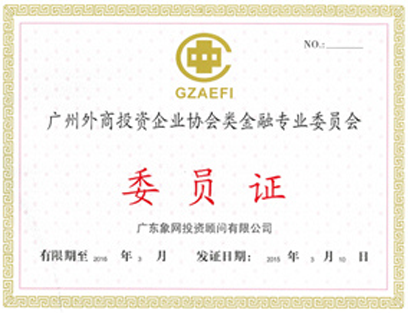 NO.:
GZAEFI
广州外商投资企业协会类金融专业委员会
委员证
广东象网投资顾问有限公司
有限期至 2016 年 3 月 发证日期: 2015 年 3 月 10 日